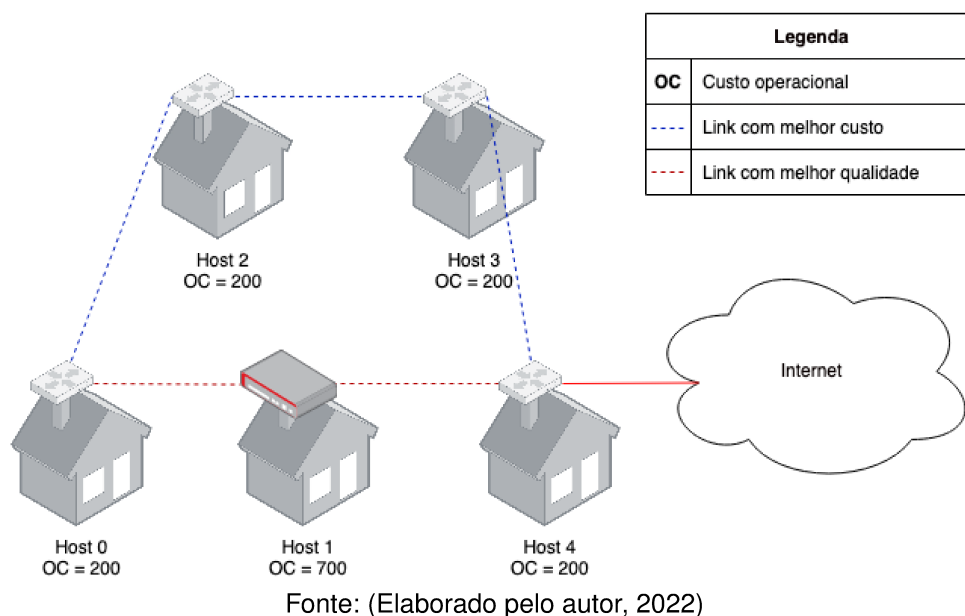 Legenda
OC Custo operacional
Link com melhor custo
Link com melhor qualidade
Host 2
OC = 200
Host 3
OC = 200
Internet
Host 0
OC = 200
Host 1
OC = 700
Host 4
OC = 200
Fonte: (Elaborado pelo autor, 2022)